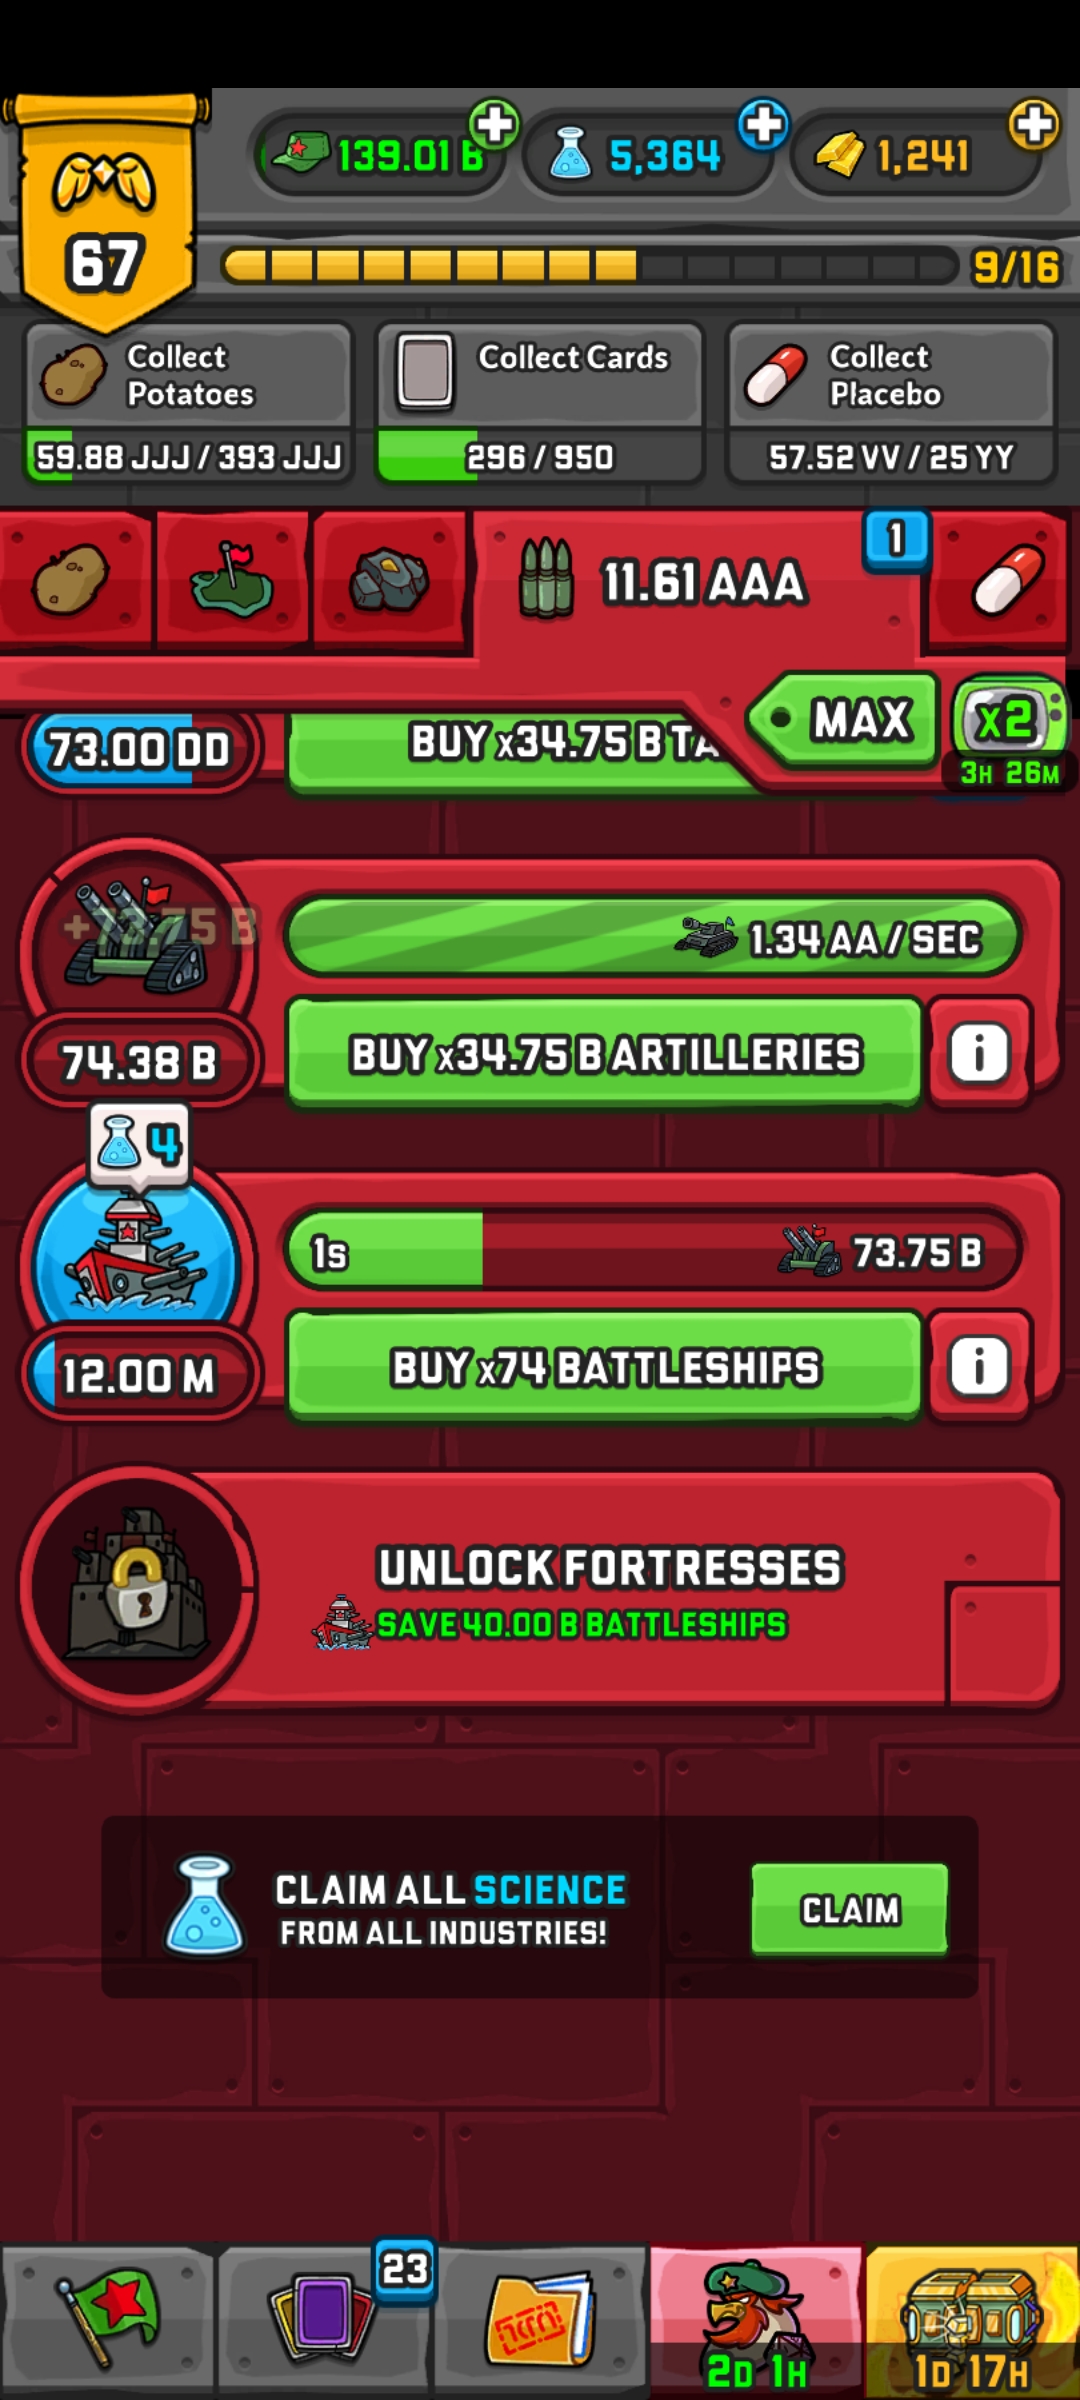 139.01 B
5,364
1,241
67
9/16
Collect
Potatoes
59.88 JJJ / 393 JJJ
Collect Cards
296 / 950
Collect
Placebo
57.52 VV / 25 YY
11.61 AAA
1
MAX
x2
3H 26M
73.00 DD
BUY x34.75 B TA
+73.75 B
1.34 AA / SEC
74.38 B
BUY x34.75 B ARTILLERIES
i
4
1s
73.75 B
12.00 M
BUY x74 BATTLESHIPS
i
UNLOCK FORTRESSES
SAVE 40.00 B BATTLESHIPS
CLAIM ALL SCIENCE
FROM ALL INDUSTRIES!
CLAIM
23
2D 1H
1D 17H